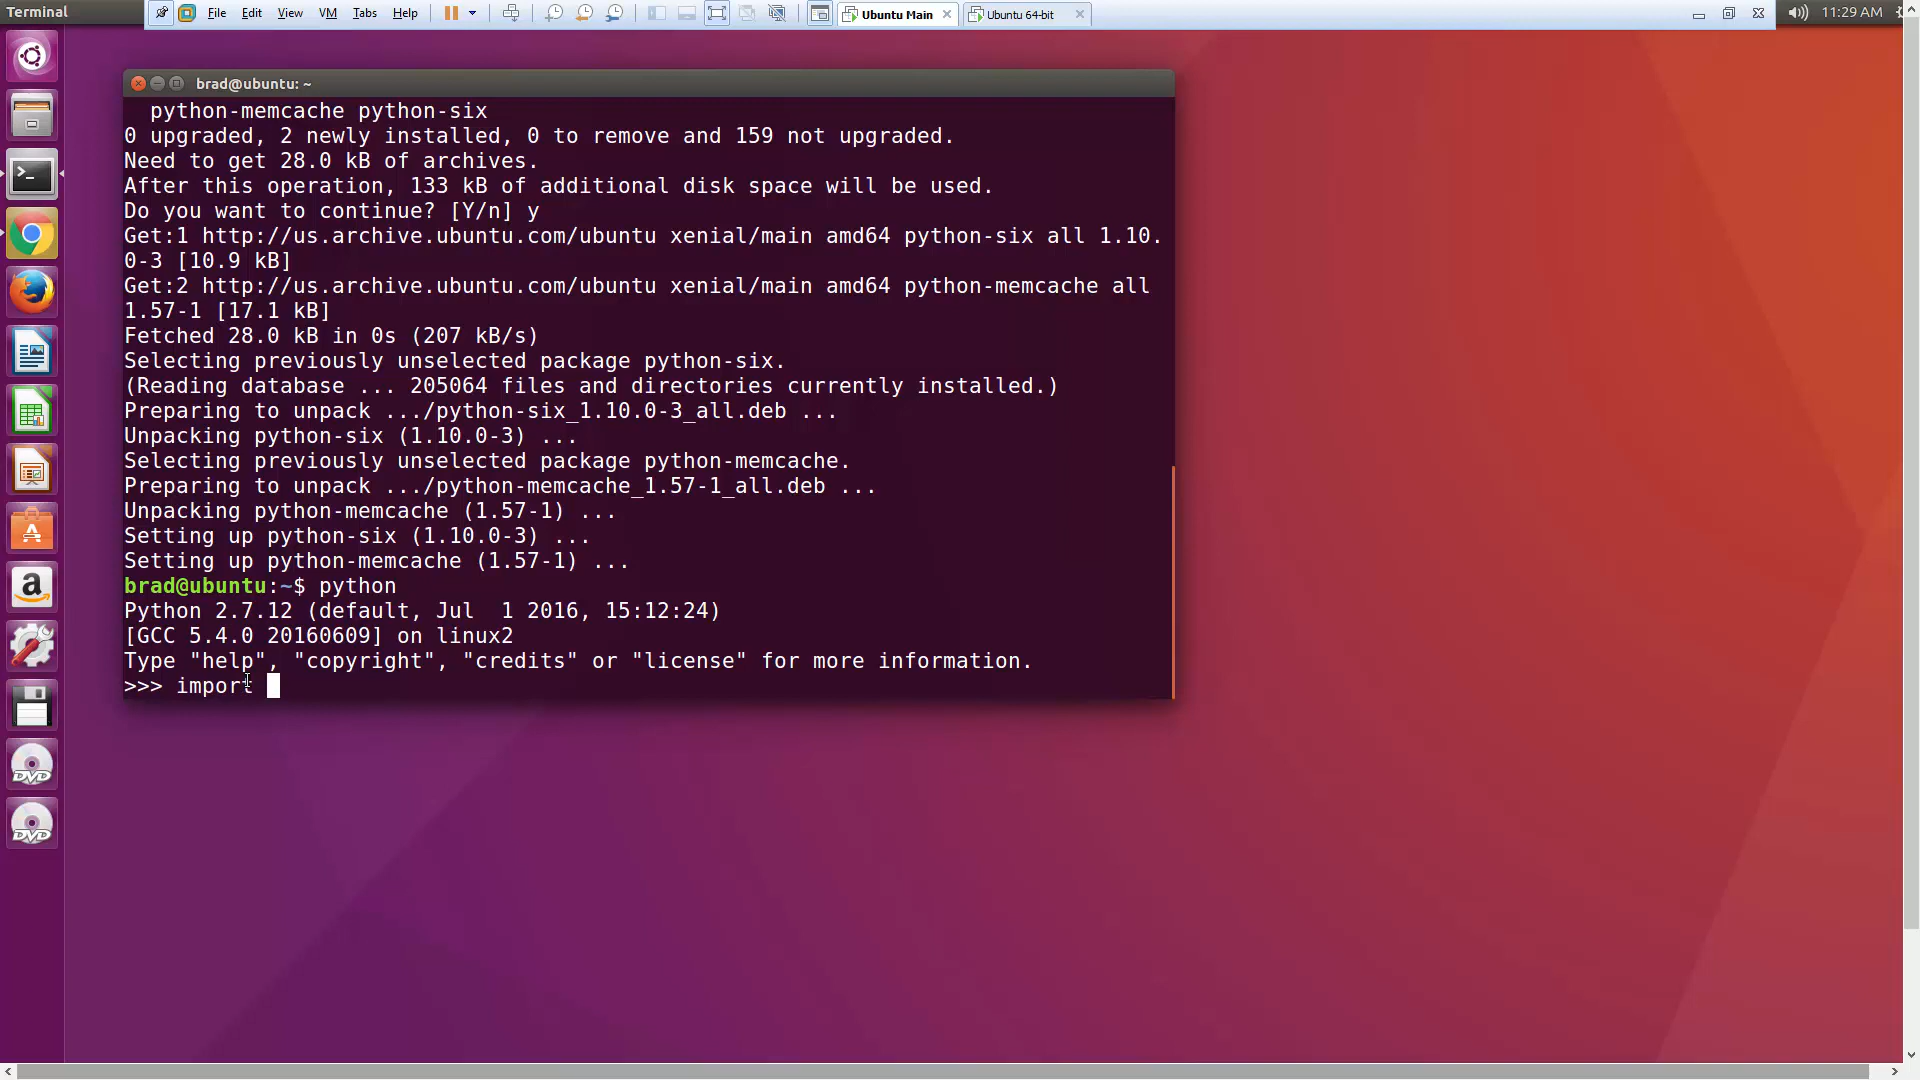 Terminal
File Edit View VM Tabs Help
Ubuntu Main
Ubuntu 64-bit
11:29 AM
brad@ubuntu: ~
python-memcache python-six
0 upgraded, 2 newly installed, 0 to remove and 159 not upgraded.
Need to get 28.0 kB of archives.
After this operation, 133 kB of additional disk space will be used.
Do you want to continue? [Y/n] y
Get:1 http://us.archive.ubuntu.com/ubuntu xenial/main amd64 python-six all 1.10.
0-3 [10.9 kB]
Get:2 http://us.archive.ubuntu.com/ubuntu xenial/main amd64 python-memcache all
1.57-1 [17.1 kB]
Fetched 28.0 kB in 0s (207 kB/s)
Selecting previously unselected package python-six.
(Reading database ... 205064 files and directories currently installed.)
Preparing to unpack .../python-six_1.10.0-3_all.deb ...
Unpacking python-six (1.10.0-3) ...
Selecting previously unselected package python-memcache.
Preparing to unpack .../python-memcache_1.57-1_all.deb ...
Unpacking python-memcache (1.57-1) ...
Setting up python-six (1.10.0-3) ...
Setting up python-memcache (1.57-1) ...
brad@ubuntu:~$ python
Python 2.7.12 (default, Jul  1 2016, 15:12:24)
[GCC 5.4.0 20160609] on linux2
Type "help", "copyright", "credits" or "license" for more information.
>>> import
DVD
DVD